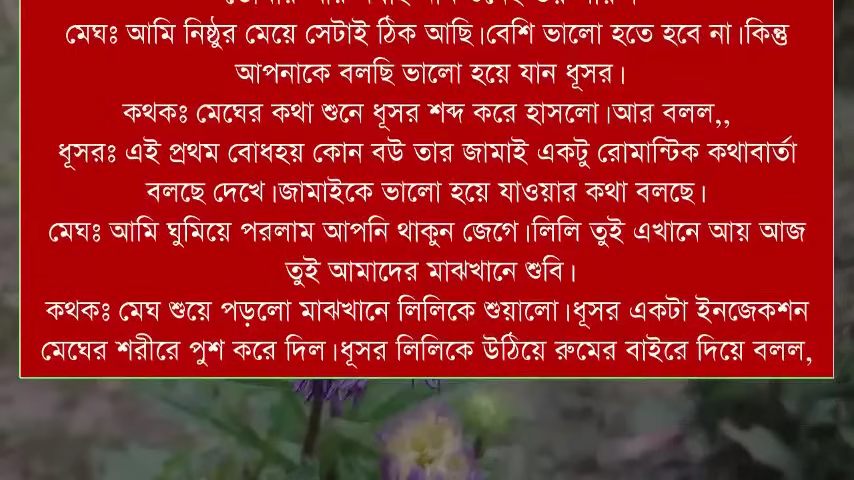 মেঘঃ আমি নিষ্ঠুর মেয়ে সেটাই ঠিক আছি।বেশি ভালো হতে হবে না।কিন্তু
আপনাকে বলছি ভালো হয়ে যান ধূসর।
কথকঃ মেঘের কথা শুনে ধূসর শব্দ করে হাসলো।আর বলল,,
ধূসরঃ এই প্রথম বোধহয় কোন বউ তার জামাই একটু রোমান্টিক কথাবার্তা
বলছে দেখে।জামাইকে ভালো হয়ে যাওয়ার কথা বলছে।
মেঘঃ আমি ঘুমিয়ে পরলাম আপনি থাকুন জেগে।লিলি তুই এখানে আয় আজ
তুই আমাদের মাঝখানে শুবি।
কথকঃ মেঘ শুয়ে পড়লো মাঝখানে লিলিকে শুয়ালো।ধূসর একটা ইনজেকশন
মেঘের শরীরে পুশ করে দিল।ধূসর লিলিকে উঠিয়ে রুমের বাইরে দিয়ে বলল,